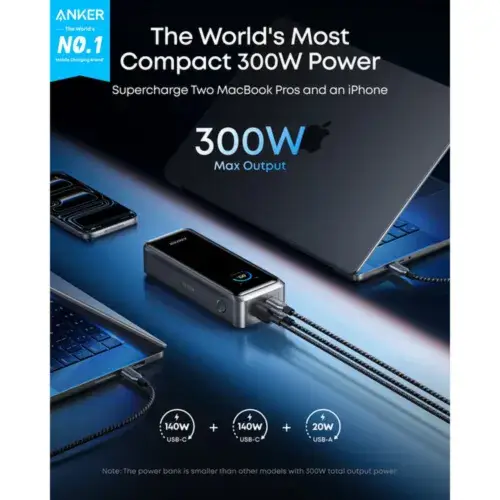 ANKER
The World's
NO.1
Mobile Charging Brand
The World's Most
Compact 300W Power
Supercharge Two MacBook Pros and an iPhone
300W
Max Output
140W
USB-C
+
140W
USB-C
+
20W
USB-A
Note: The power bank is smaller than other models with 300W total output power.